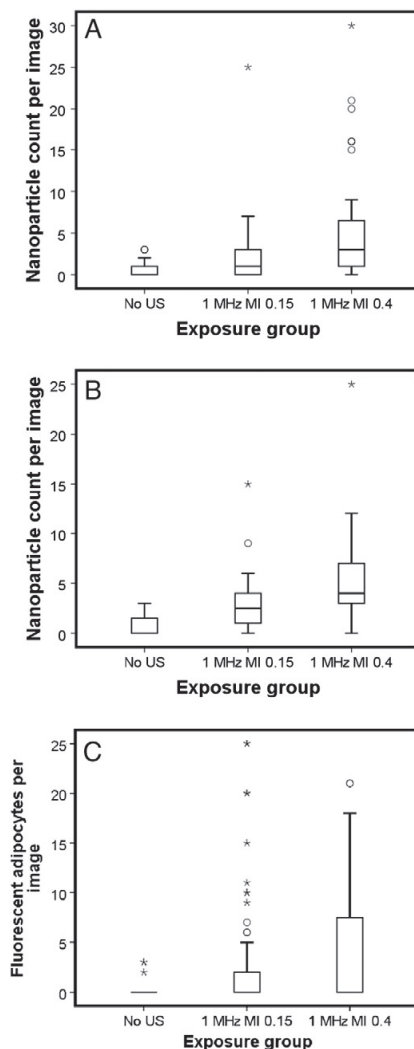 A
Nanoparticle count per image
30
25
20
15
10
5
0
No US
1 MHz MI 0.15
1 MHz MI 0.4
Exposure group
B
Nanoparticle count per image
25
20
15
10
5
0
No US
1 MHz MI 0.15
1 MHz MI 0.4
Exposure group
C
Fluorescent adipocytes per
image
25
20
15
10
5
0
No US
1 MHz MI 0.15
1 MHz MI 0.4
Exposure group